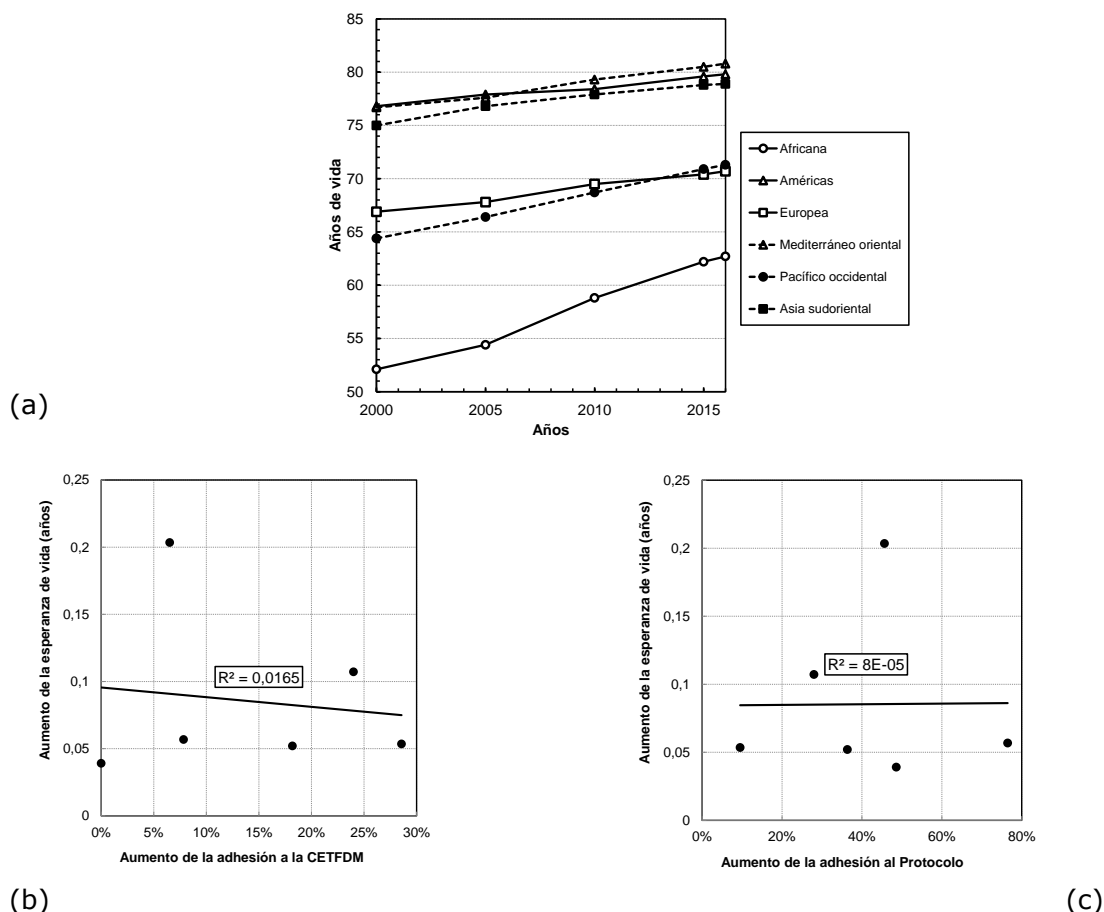 85
80
75
70
65
60
55
50
2000
2005
2010
2015
Años de vida
Años
Africana
Américas
Europea
Mediterráneo oriental
Pacífico occidental
Asia sudoriental
(a)
0,25
0,2
0,15
0,1
0,05
0
Aumento de la esperanza de vida (años)
R² = 0,0165
0%
5%
10%
15%
20%
25%
30%
Aumento de la adhesión a la CETFDM
(b)
0,25
0,2
0,15
0,1
0,05
0
Aumento de la esperanza de vida (años)
R² = 8E-05
0%
20%
40%
60%
80%
Aumento de la adhesión al Protocolo
(c)